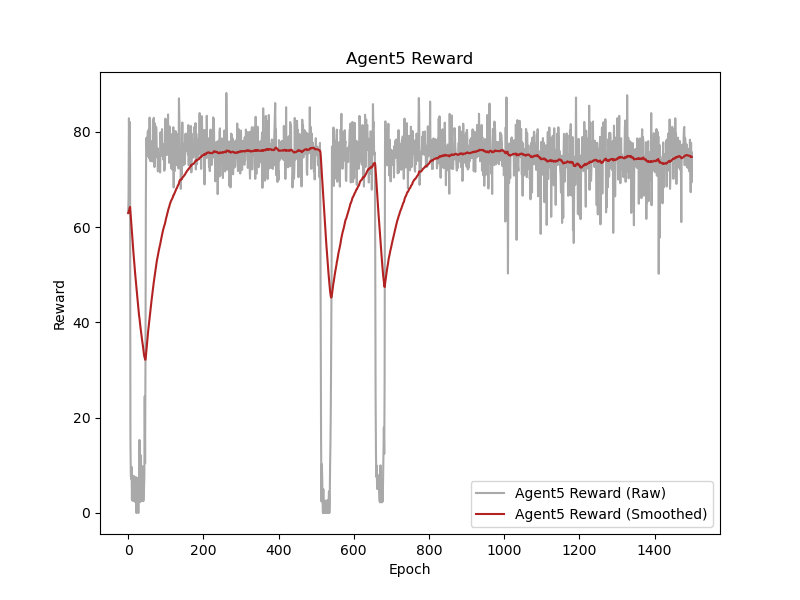 Agent5 Reward
Reward
80
60
40
20
0
0 200 400 600 800 1000 1200 1400
Epoch
Agent5 Reward (Raw)
Agent5 Reward (Smoothed)